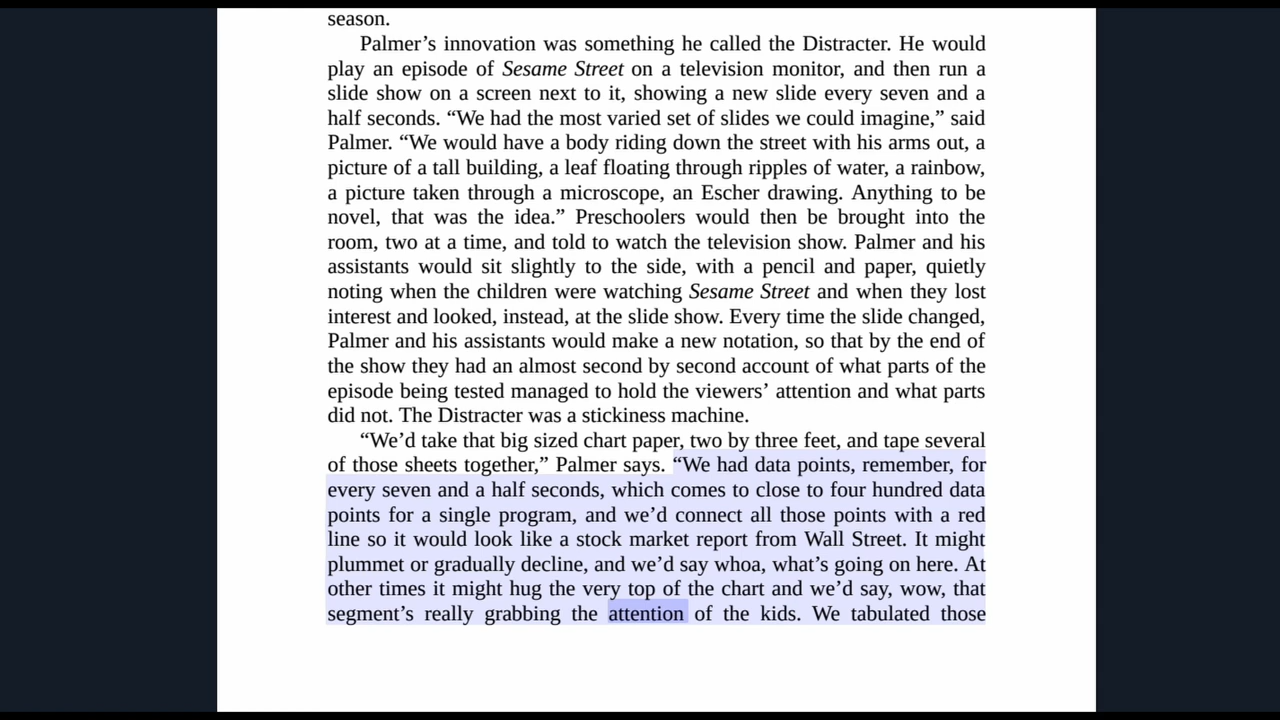 season.
Palmer’s innovation was something he called the Distracter. He would
play an episode of Sesame Street on a television monitor, and then run a
slide show on a screen next to it, showing a new slide every seven and a
half seconds. “We had the most varied set of slides we could imagine,” said
Palmer. “We would have a body riding down the street with his arms out, a
picture of a tall building, a leaf floating through ripples of water, a rainbow,
a picture taken through a microscope, an Escher drawing. Anything to be
novel, that was the idea.” Preschoolers would then be brought into the
room, two at a time, and told to watch the television show. Palmer and his
assistants would sit slightly to the side, with a pencil and paper, quietly
noting when the children were watching Sesame Street and when they lost
interest and looked, instead, at the slide show. Every time the slide changed,
Palmer and his assistants would make a new notation, so that by the end of
the show they had an almost second by second account of what parts of the
episode being tested managed to hold the viewers’ attention and what parts
did not. The Distracter was a stickiness machine.
“We’d take that big sized chart paper, two by three feet, and tape several
of those sheets together,” Palmer says. “We had data points, remember, for
every seven and a half seconds, which comes to close to four hundred data
points for a single program, and we’d connect all those points with a red
line so it would look like a stock market report from Wall Street. It might
plummet or gradually decline, and we’d say whoa, what’s going on here. At
other times it might hug the very top of the chart and we’d say, wow, that
segment’s really grabbing the attention of the kids. We tabulated those